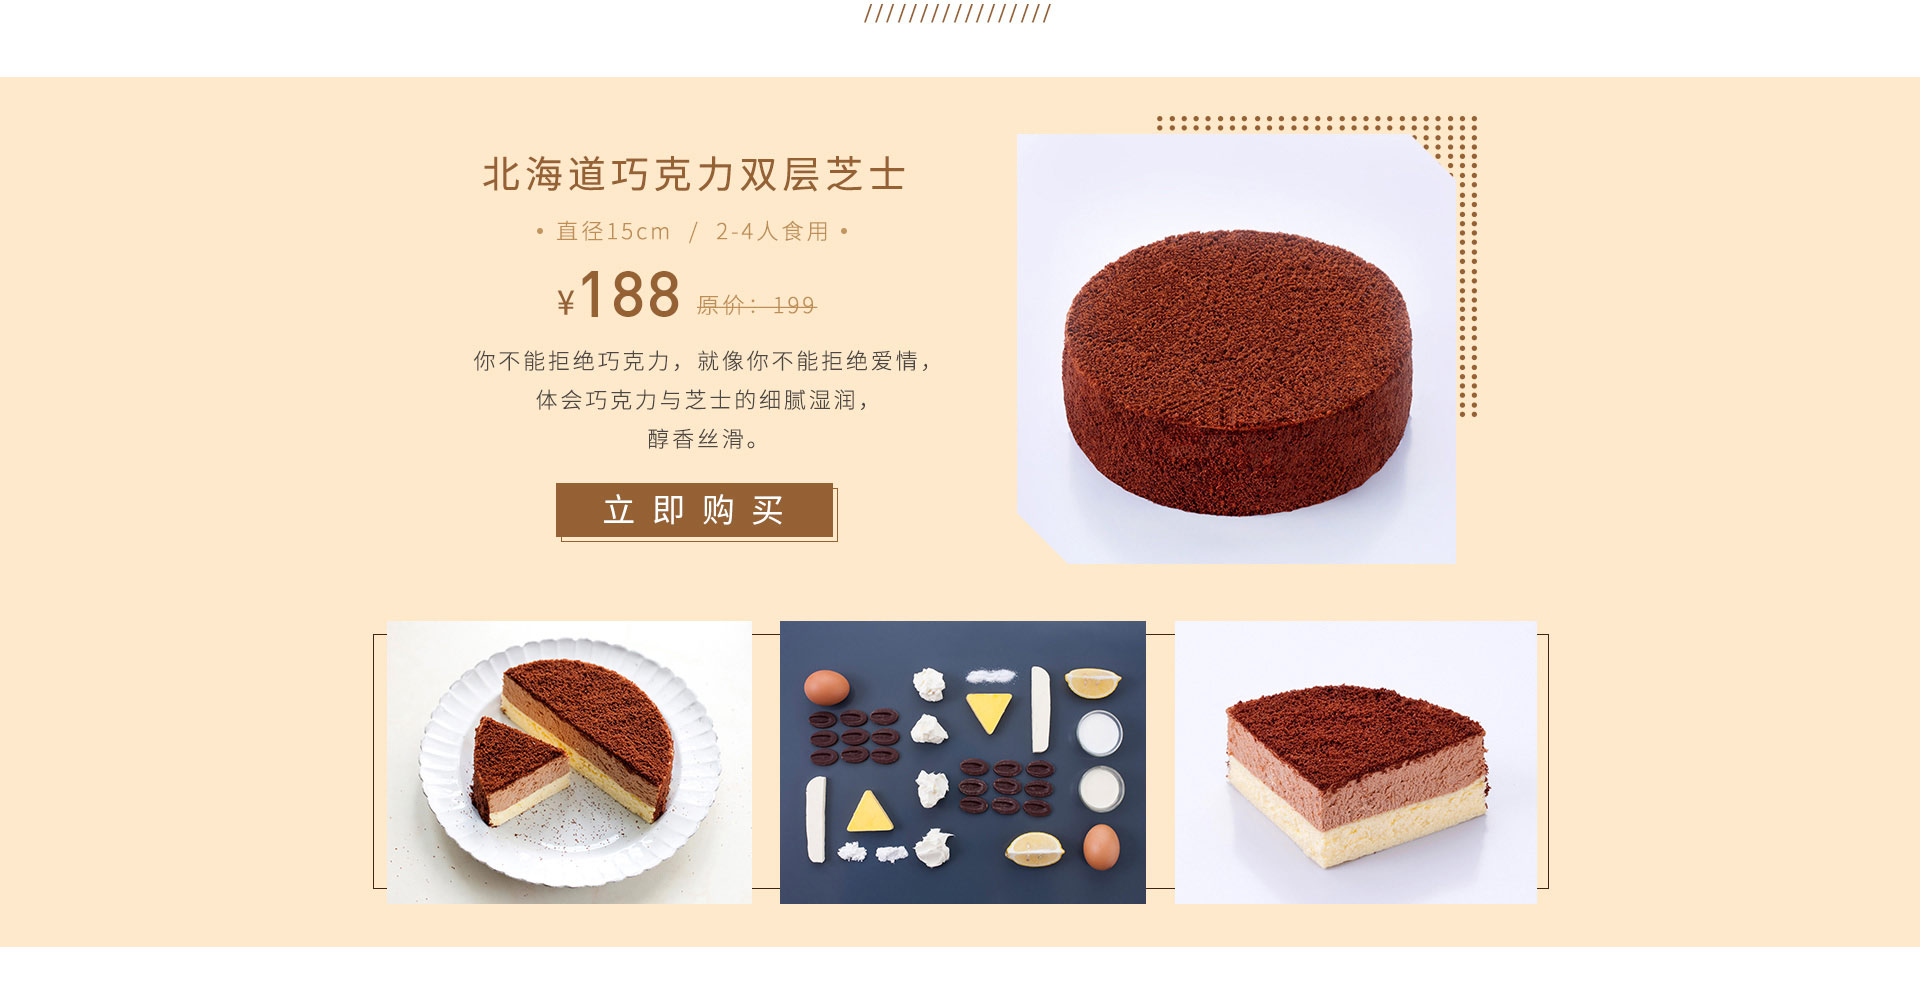 北海道巧克力双层芝士
• 直径15cm / 2-4人食用 •
¥188 原价：199
你不能拒绝巧克力，就像你不能拒绝爱情，
体会巧克力与芝士的细腻湿润，
醇香丝滑。
立即购买